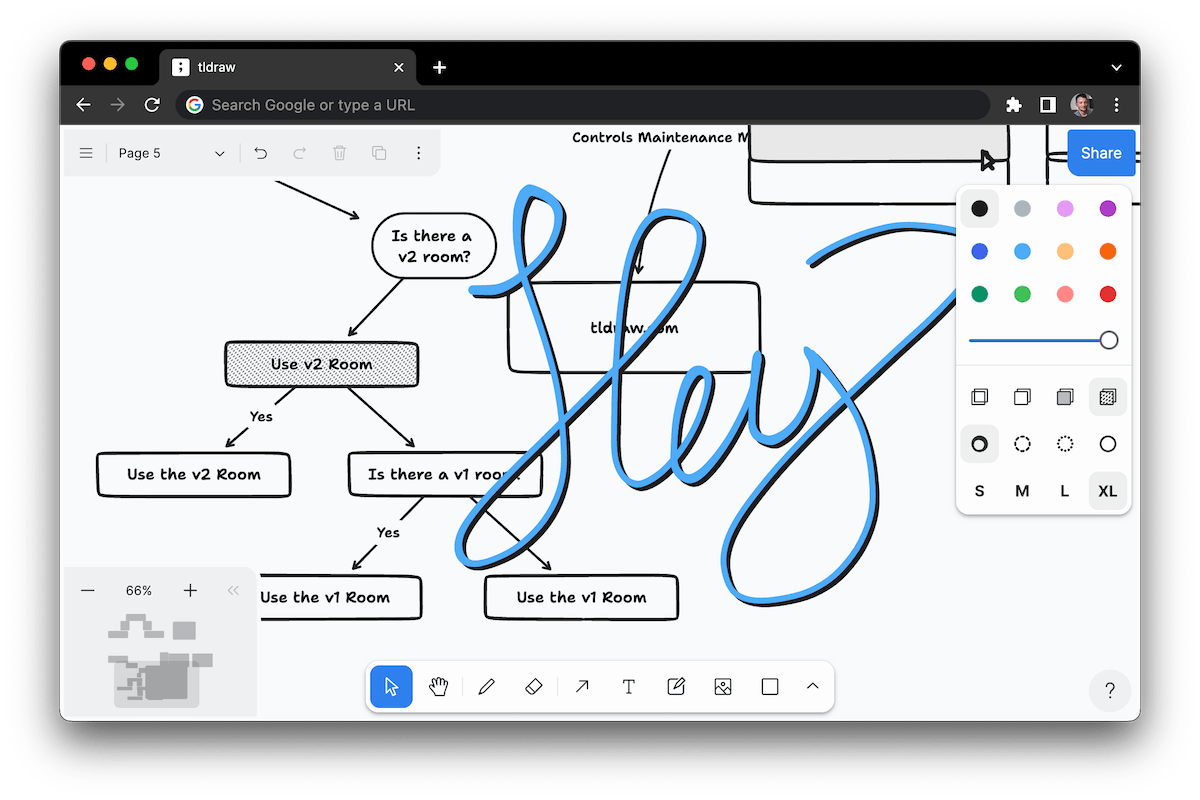 tldraw
Search Google or type a URL
Page 5
Controls Maintenance M
Share
Is there a
v2 room?
tldraw.com
Use v2 Room
Yes
Use the v2 Room
Is there a v1 room
Hey
Yes
Use the v1 Room
Use the v1 Room
S M L XL
66%
T
?